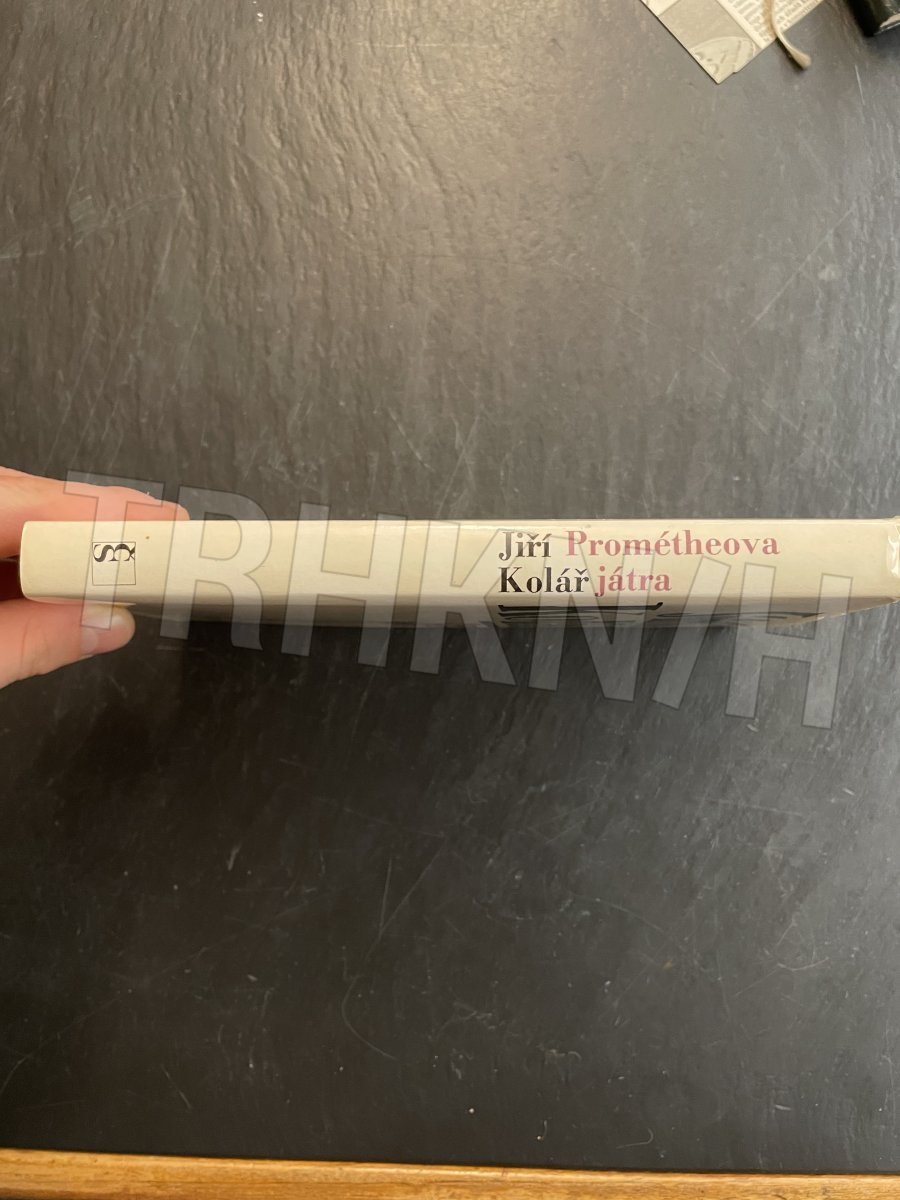 Jiří Prométheova
Kolář játra
TRHKNIH